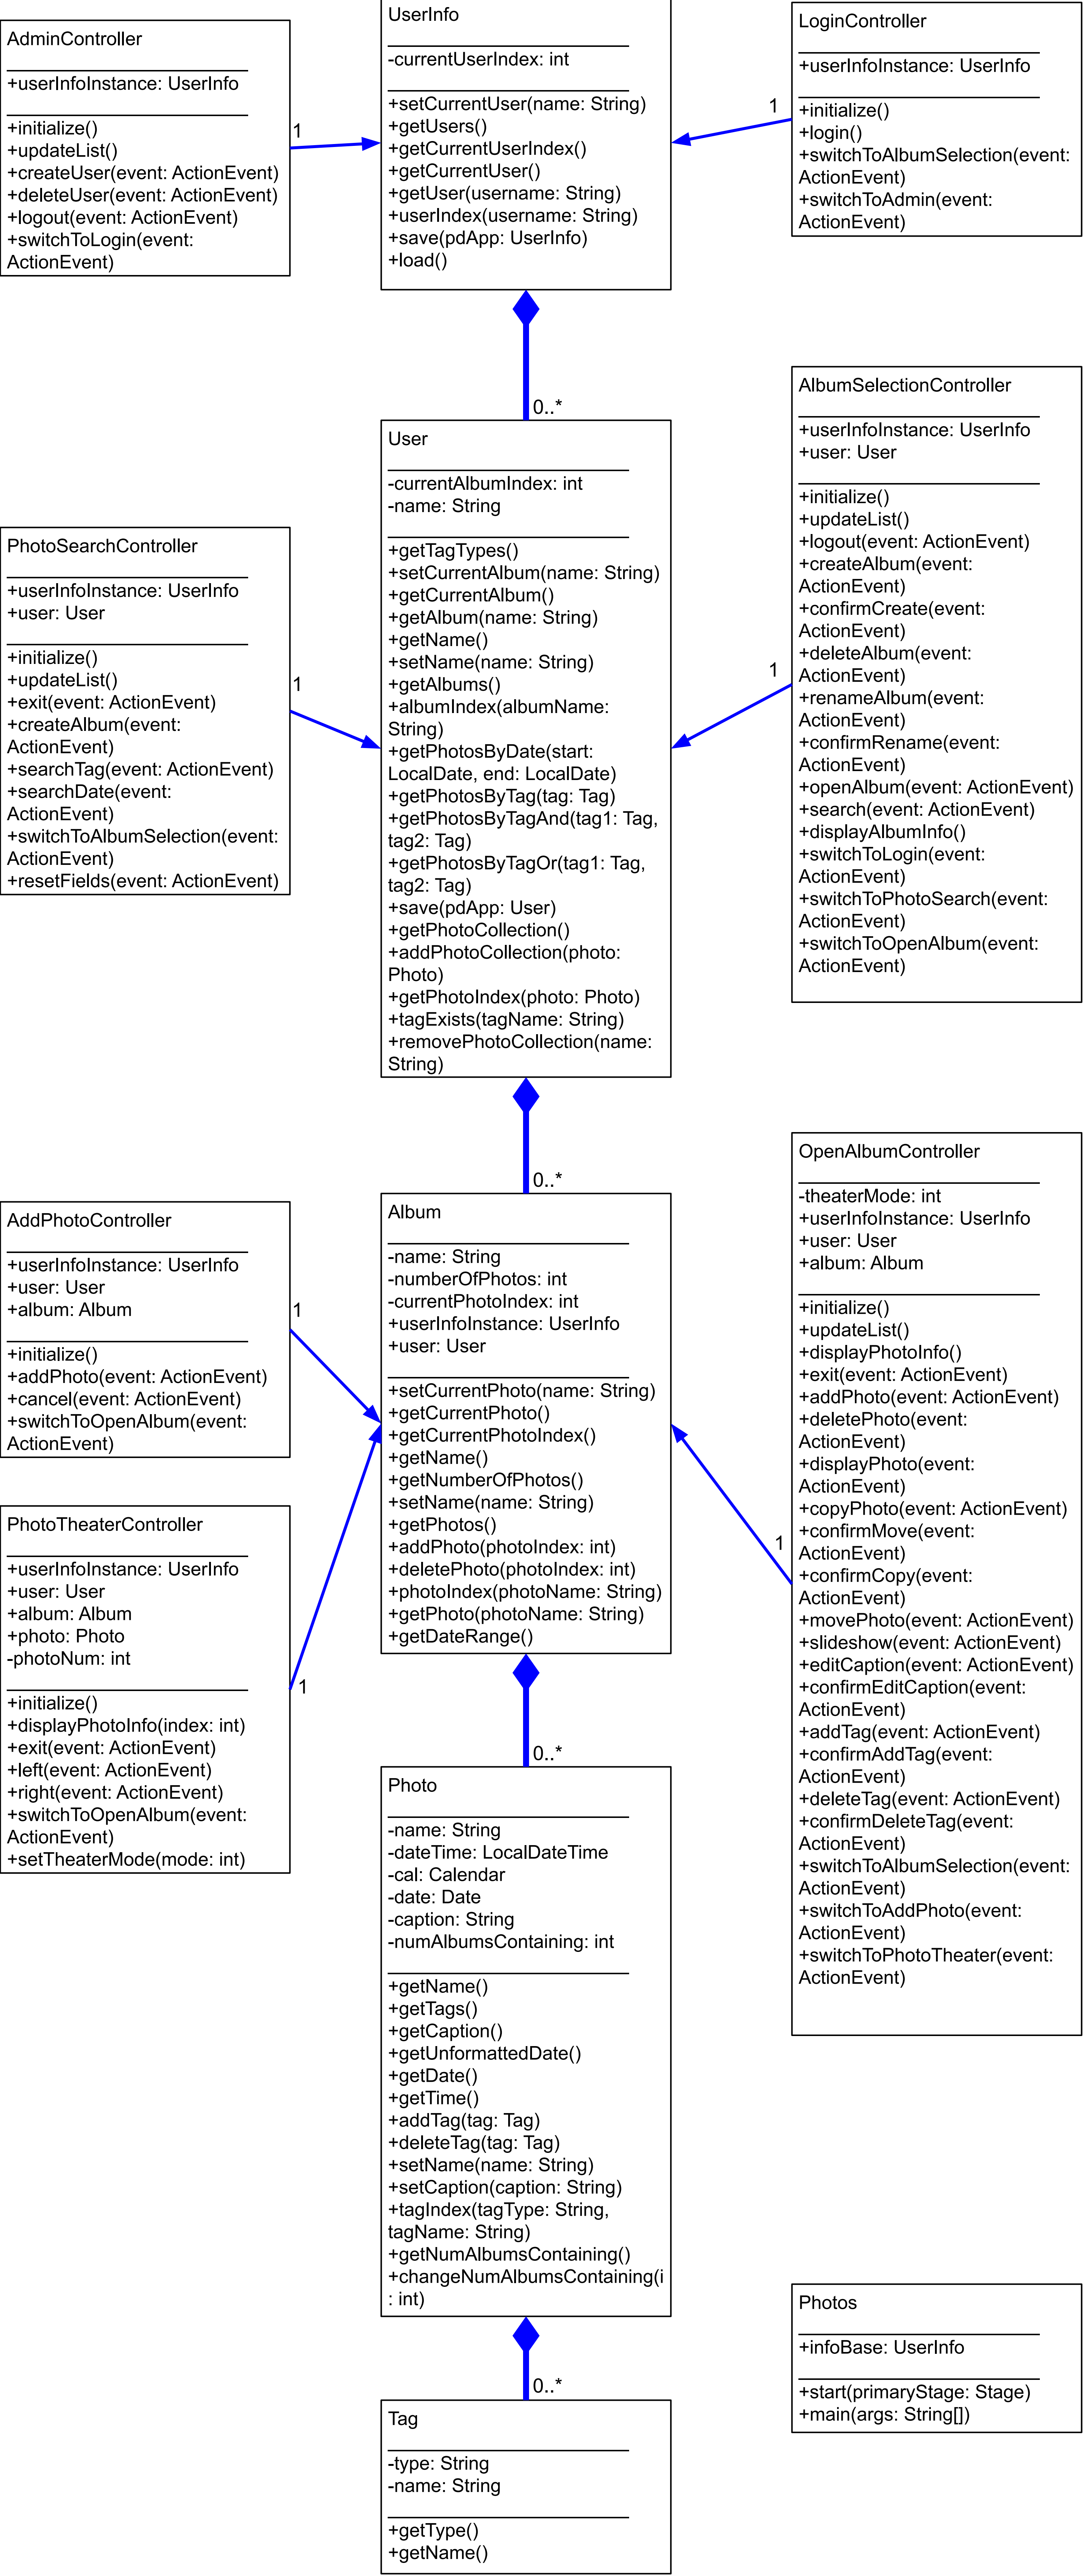 UserInfo
-currentUserIndex: int
+setCurrentUser(name: String)
+getUsers()
+getCurrentUserIndex()
+getCurrentUser()
+getUser(username: String)
+userIndex(username: String)
+save(pdApp: UserInfo)
+load()
AdminController
+userInfoInstance: UserInfo
+initialize()
+updateList()
+createUser(event: ActionEvent)
+deleteUser(event: ActionEvent)
+logout(event: ActionEvent)
+switchToLogin(event:
ActionEvent)
1
LoginController
+userInfoInstance: UserInfo
+initialize()
+login()
+switchToAlbumSelection(event:
ActionEvent)
+switchToAdmin(event:
ActionEvent)
1
0..*
User
-currentAlbumIndex: int
-name: String
+getTagTypes()
+setCurrentAlbum(name: String)
+getCurrentAlbum()
+getAlbum(name: String)
+getName()
+setName(name: String)
+getAlbums()
+albumIndex(albumName:
String)
+getPhotosByDate(start:
LocalDate, end: LocalDate)
+getPhotosByTag(tag: Tag)
+getPhotosByTagAnd(tag1: Tag,
tag2: Tag)
+getPhotosByTagOr(tag1: Tag,
tag2: Tag)
+save(pdApp: User)
+getPhotoCollection()
+addPhotoCollection(photo:
Photo)
+getPhotoIndex(photo: Photo)
+tagExists(tagName: String)
+removePhotoCollection(name:
String)
PhotoSearchController
+userInfoInstance: UserInfo
+user: User
+initialize()
+updateList()
+exit(event: ActionEvent)
+createAlbum(event:
ActionEvent)
+searchTag(event: ActionEvent)
+searchDate(event:
ActionEvent)
+switchToAlbumSelection(event:
ActionEvent)
+resetFields(event: ActionEvent)
1
AlbumSelectionController
+userInfoInstance: UserInfo
+user: User
+initialize()
+updateList()
+logout(event: ActionEvent)
+createAlbum(event:
ActionEvent)
+confirmCreate(event:
ActionEvent)
+deleteAlbum(event:
ActionEvent)
+renameAlbum(event:
ActionEvent)
+confirmRename(event:
ActionEvent)
+openAlbum(event: ActionEvent)
+search(event: ActionEvent)
+displayAlbumInfo()
+switchToLogin(event:
ActionEvent)
+switchToPhotoSearch(event:
ActionEvent)
+switchToOpenAlbum(event:
ActionEvent)
1
0..*
Album
-name: String
-numberOfPhotos: int
-currentPhotoIndex: int
+userInfoInstance: UserInfo
+user: User
+setCurrentPhoto(name: String)
+getCurrentPhoto()
+getCurrentPhotoIndex()
+getName()
+getNumberOfPhotos()
+setName(name: String)
+getPhotos()
+addPhoto(photoIndex: int)
+deletePhoto(photoIndex: int)
+photoIndex(photoName: String)
+getPhoto(photoName: String)
+getDateRange()
AddPhotoController
+userInfoInstance: UserInfo
+user: User
+album: Album
+initialize()
+addPhoto(event: ActionEvent)
+cancel(event: ActionEvent)
+switchToOpenAlbum(event:
ActionEvent)
1
PhotoTheaterController
+userInfoInstance: UserInfo
+user: User
+album: Album
+photo: Photo
-photoNum: int
+initialize()
+displayPhotoInfo(index: int)
+exit(event: ActionEvent)
+left(event: ActionEvent)
+right(event: ActionEvent)
+switchToOpenAlbum(event:
ActionEvent)
+setTheaterMode(mode: int)
1
OpenAlbumController
-theaterMode: int
+userInfoInstance: UserInfo
+user: User
+album: Album
+initialize()
+updateList()
+displayPhotoInfo()
+exit(event: ActionEvent)
+addPhoto(event: ActionEvent)
+deletePhoto(event:
ActionEvent)
+displayPhoto(event:
ActionEvent)
+copyPhoto(event: ActionEvent)
+confirmMove(event:
ActionEvent)
+confirmCopy(event:
ActionEvent)
+movePhoto(event: ActionEvent)
+slideshow(event: ActionEvent)
+editCaption(event: ActionEvent)
+confirmEditCaption(event:
ActionEvent)
+addTag(event: ActionEvent)
+confirmAddTag(event:
ActionEvent)
+deleteTag(event: ActionEvent)
+confirmDeleteTag(event:
ActionEvent)
+switchToAlbumSelection(event:
ActionEvent)
+switchToAddPhoto(event:
ActionEvent)
+switchToPhotoTheater(event:
ActionEvent)
1
0..*
Photo
-name: String
-dateTime: LocalDateTime
-cal: Calendar
-date: Date
-caption: String
-numAlbumsContaining: int
+getName()
+getTags()
+getCaption()
+getUnformattedDate()
+getDate()
+getTime()
+addTag(tag: Tag)
+deleteTag(tag: Tag)
+setName(name: String)
+setCaption(caption: String)
+tagIndex(tagType: String,
tagName: String)
+getNumAlbumsContaining()
+changeNumAlbumsContaining(i
: int)
0..*
Photos
+infoBase: UserInfo
+start(primaryStage: Stage)
+main(args: String[])
Tag
-type: String
-name: String
+getType()
+getName()